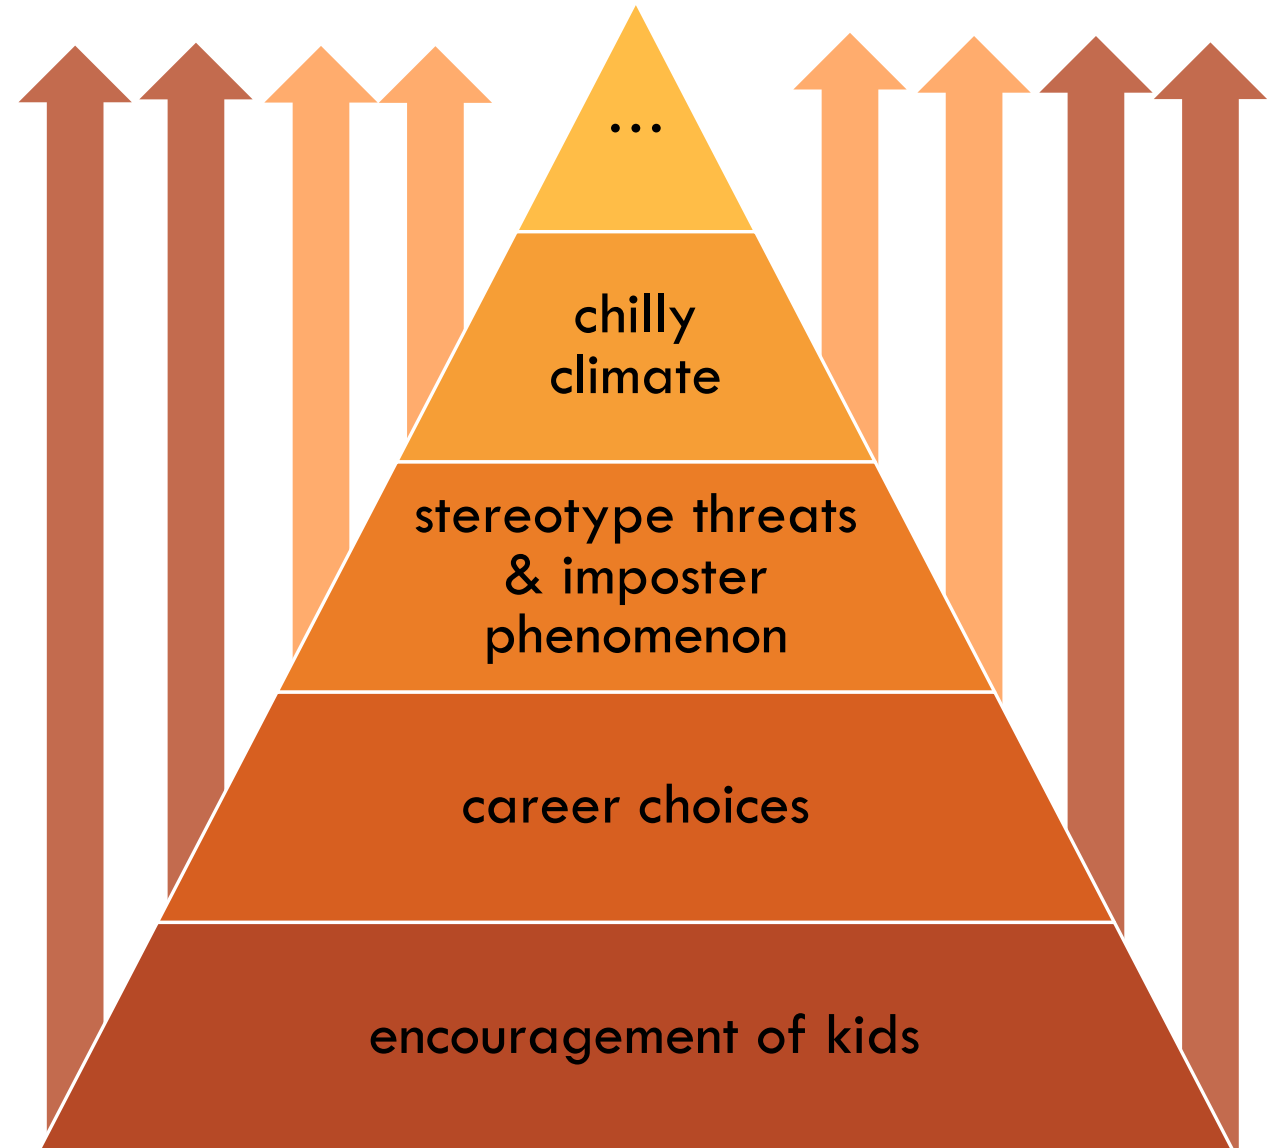 ...
chilly
climate
stereotype threats
& imposter
phenomenon
career choices
encouragement of kids